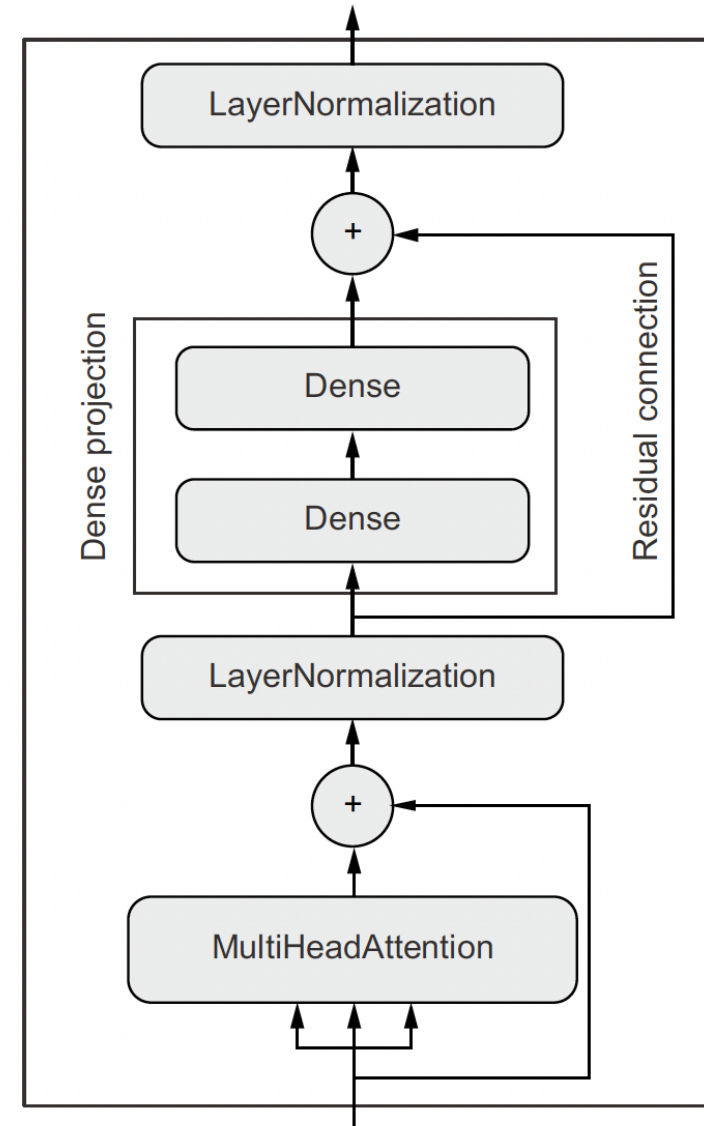 LayerNormalization
+
Dense projection
Dense
Residual connection
Dense
LayerNormalization
+
MultiHeadAttention